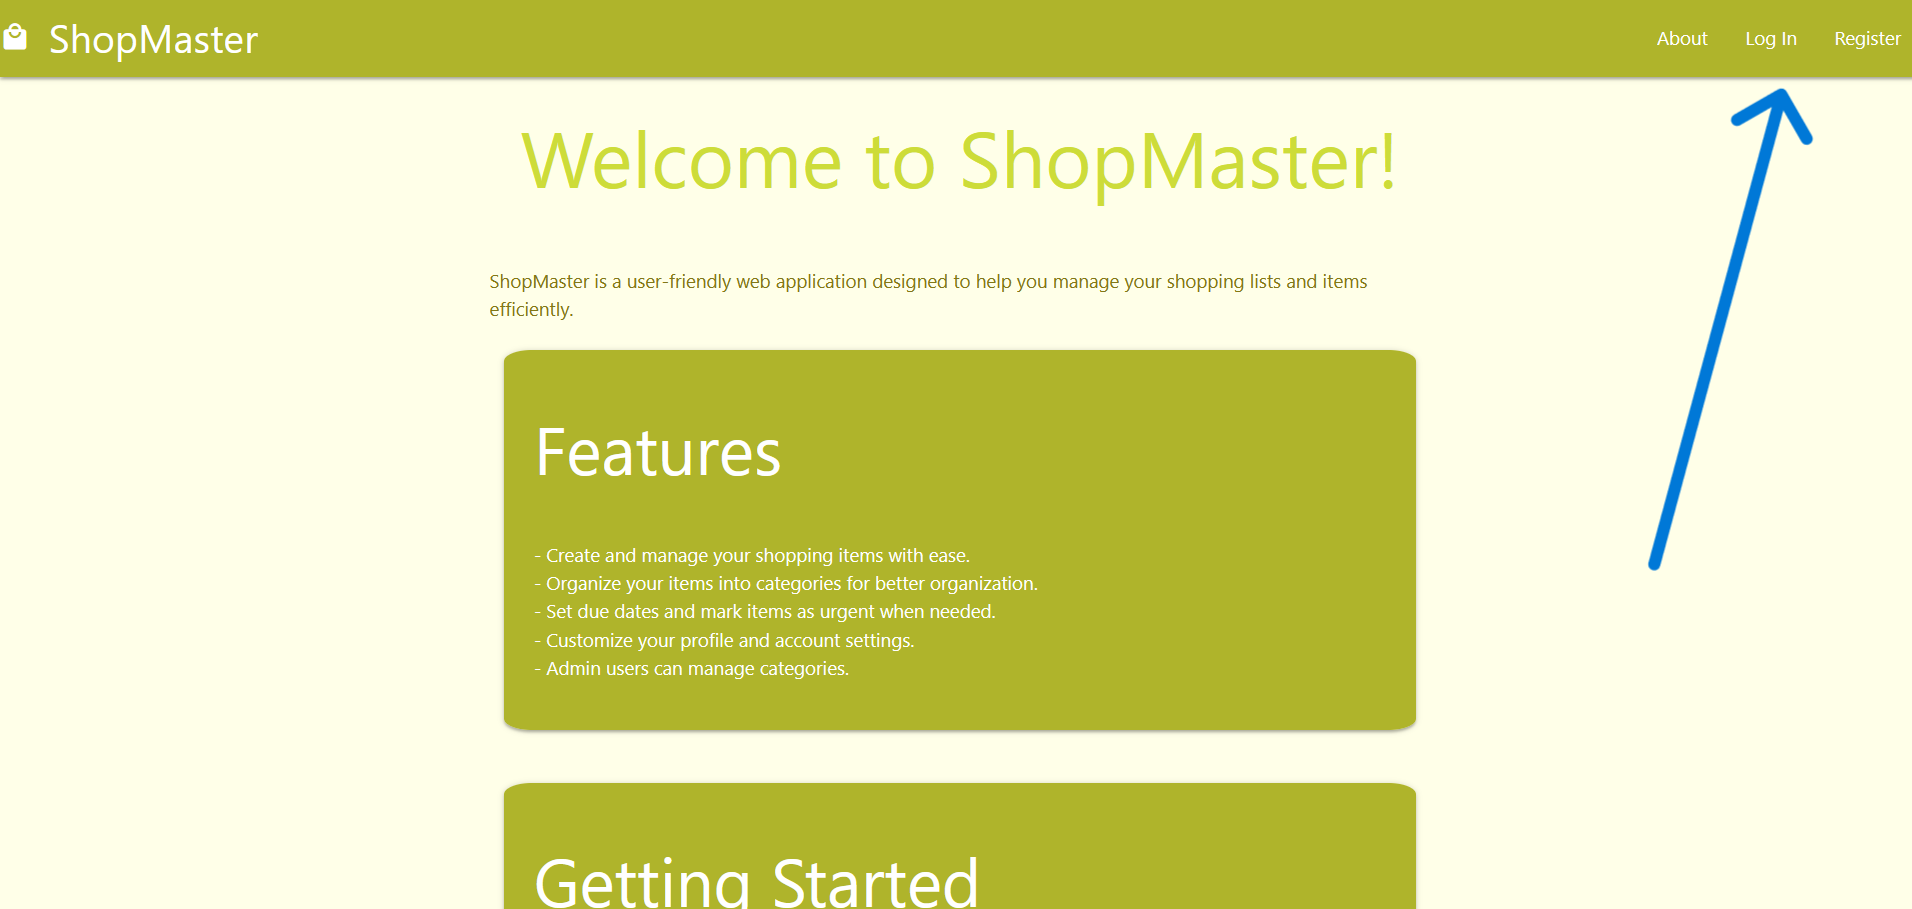 ShopMaster
About Log In Register
Welcome to ShopMaster!
ShopMaster is a user-friendly web application designed to help you manage your shopping lists and items
efficiently.
Features
- Create and manage your shopping items with ease.
- Organize your items into categories for better organization.
- Set due dates and mark items as urgent when needed.
- Customize your profile and account settings.
- Admin users can manage categories.
Getting Started